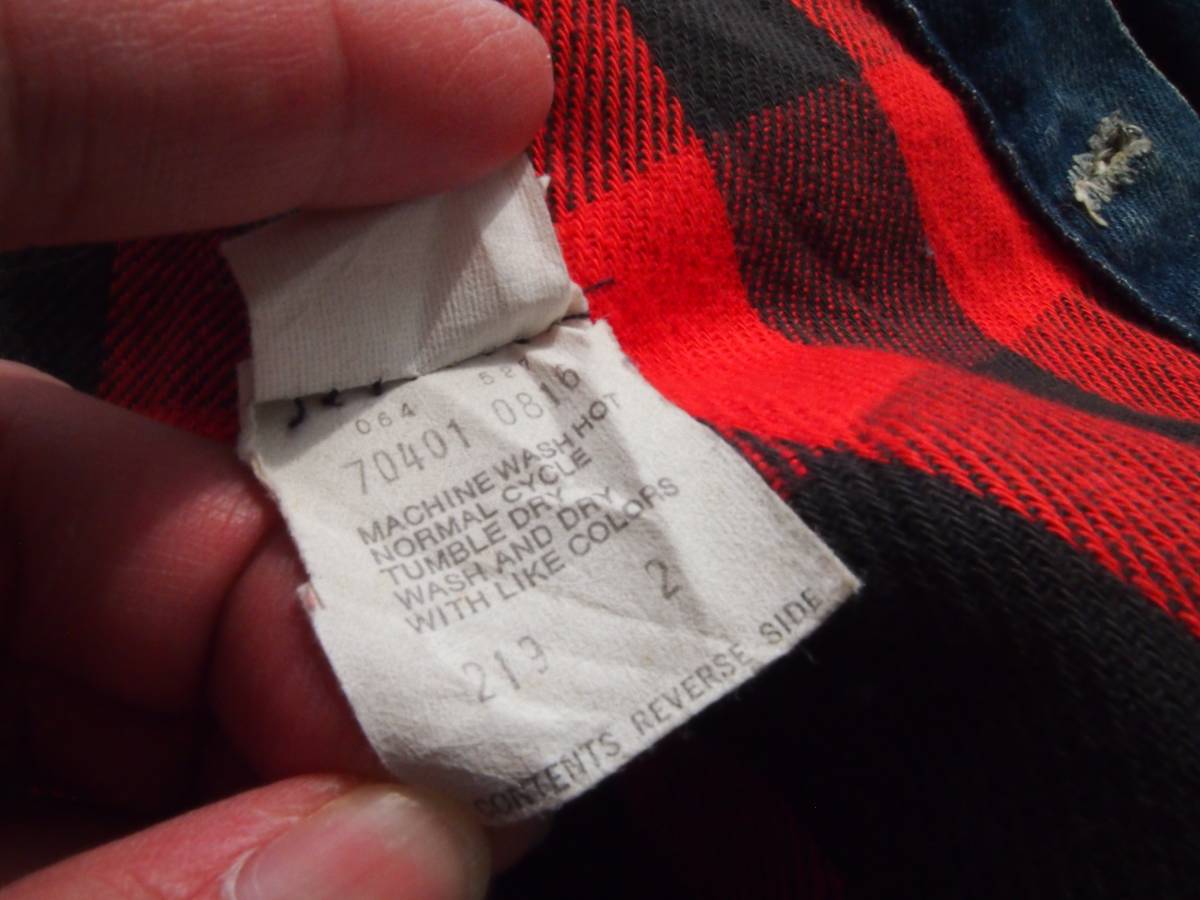 064 527
70401 0816
MACHINE WASH HOT
NORMAL CYCLE
TUMBLE DRY
WASH AND DRY
WITH LIKE COLORS
2
219
CONTENTS REVERSE SIDE